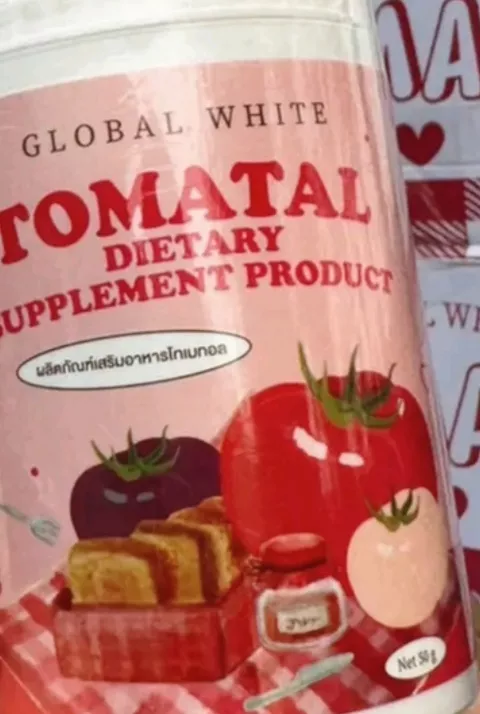 GLOBAL WHITE
TOMATAL
DIETARY
SUPPLEMENT PRODUCT
ผลิตภัณฑ์เสริมอาหารโทเมทอล
Net 50 g